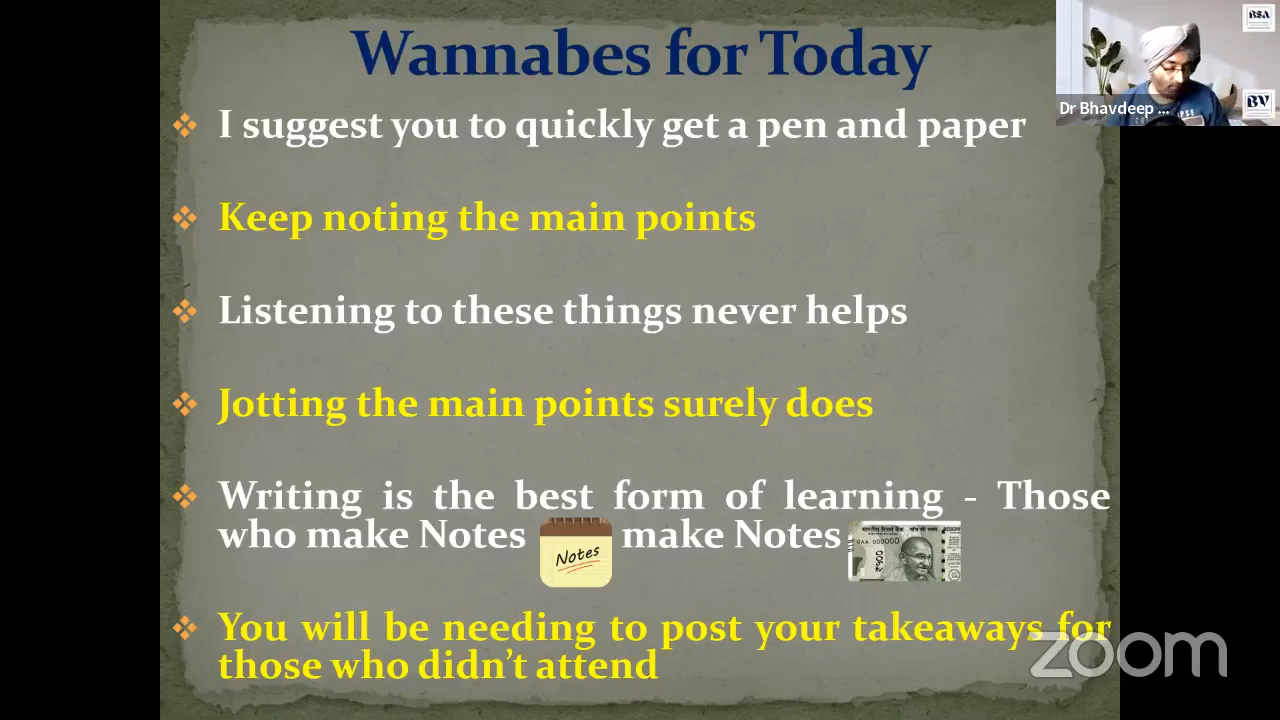 Wannabes for Today
I suggest you to quickly get a pen and paper
Keep noting the main points
Listening to these things never helps
Jotting the main points surely does
Writing is the best form of learning - Those
who make Notes Notes make Notes
You will be needing to post your takeaways for
those who didn't attend
Dr Bhavdeep ...
BSA
BV
₹500
zoom